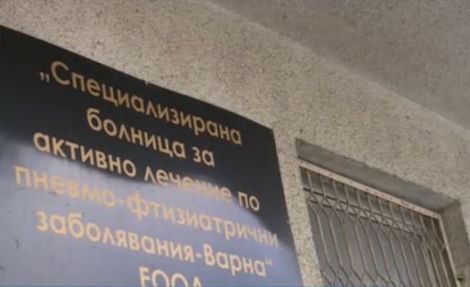 „Специализирана
болница за
активно лечение по
пневмо-фтизиатрични
заболявания-Варна“
ЕООД